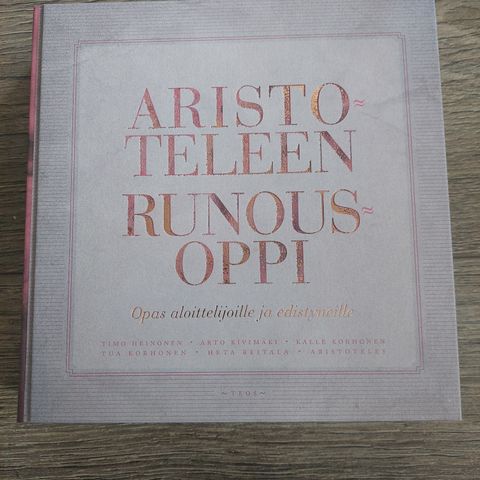 ARISTO≈
TELEEN
RUNOUS≈
OPPI
Opas aloittelijoille ja edistyneille
TIMO HEINONEN • ARTO KIVIMÄKI • KALLE KORHONEN
TUA KORHONEN • HETA REITALA • ARISTOTELES
~TEOS~